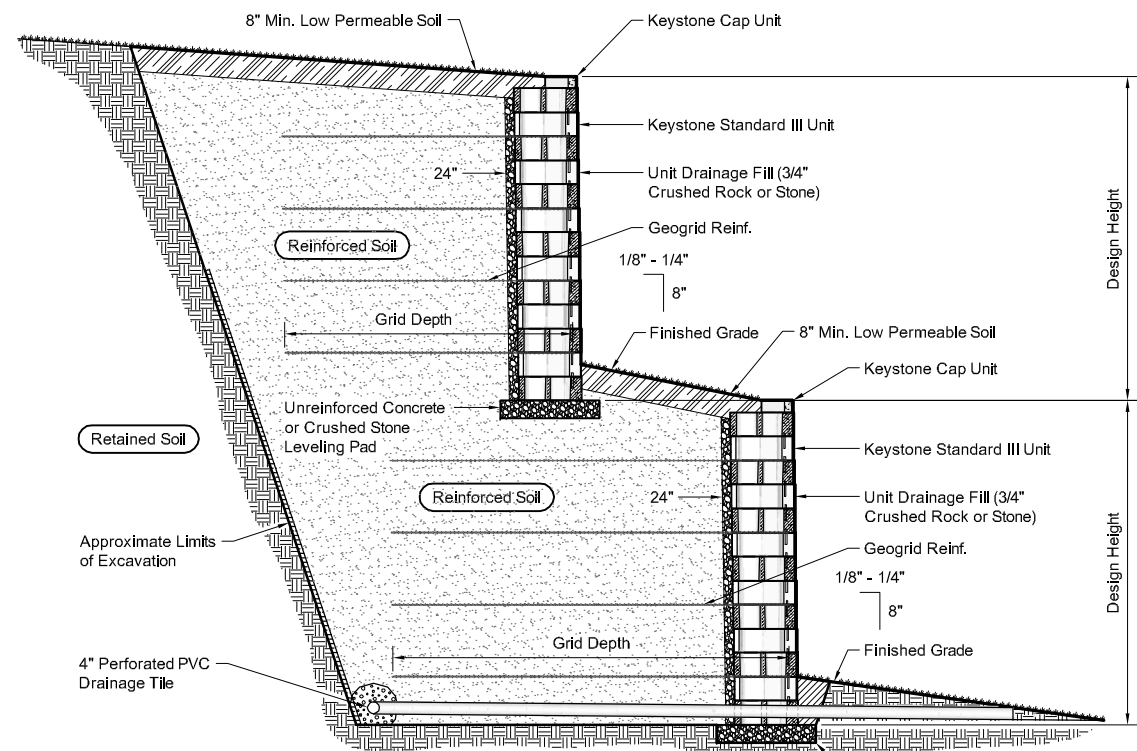 8" Min. Low Permeable Soil
Keystone Cap Unit
Keystone Standard III Unit
24"
Unit Drainage Fill (3/4"
Crushed Rock or Stone)
Geogrid Reinf.
Reinforced Soil
1/8" - 1/4"
8"
Design Height
Grid Depth
Finished Grade
8" Min. Low Permeable Soil
Keystone Cap Unit
Unreinforced Concrete
or Crushed Stone
Leveling Pad
Retained Soil
Keystone Standard III Unit
Reinforced Soil
24"
Unit Drainage Fill (3/4"
Crushed Rock or Stone)
Approximate Limits
of Excavation
Geogrid Reinf.
1/8" - 1/4"
8"
Design Height
Grid Depth
Finished Grade
4" Perforated PVC
Drainage Tile